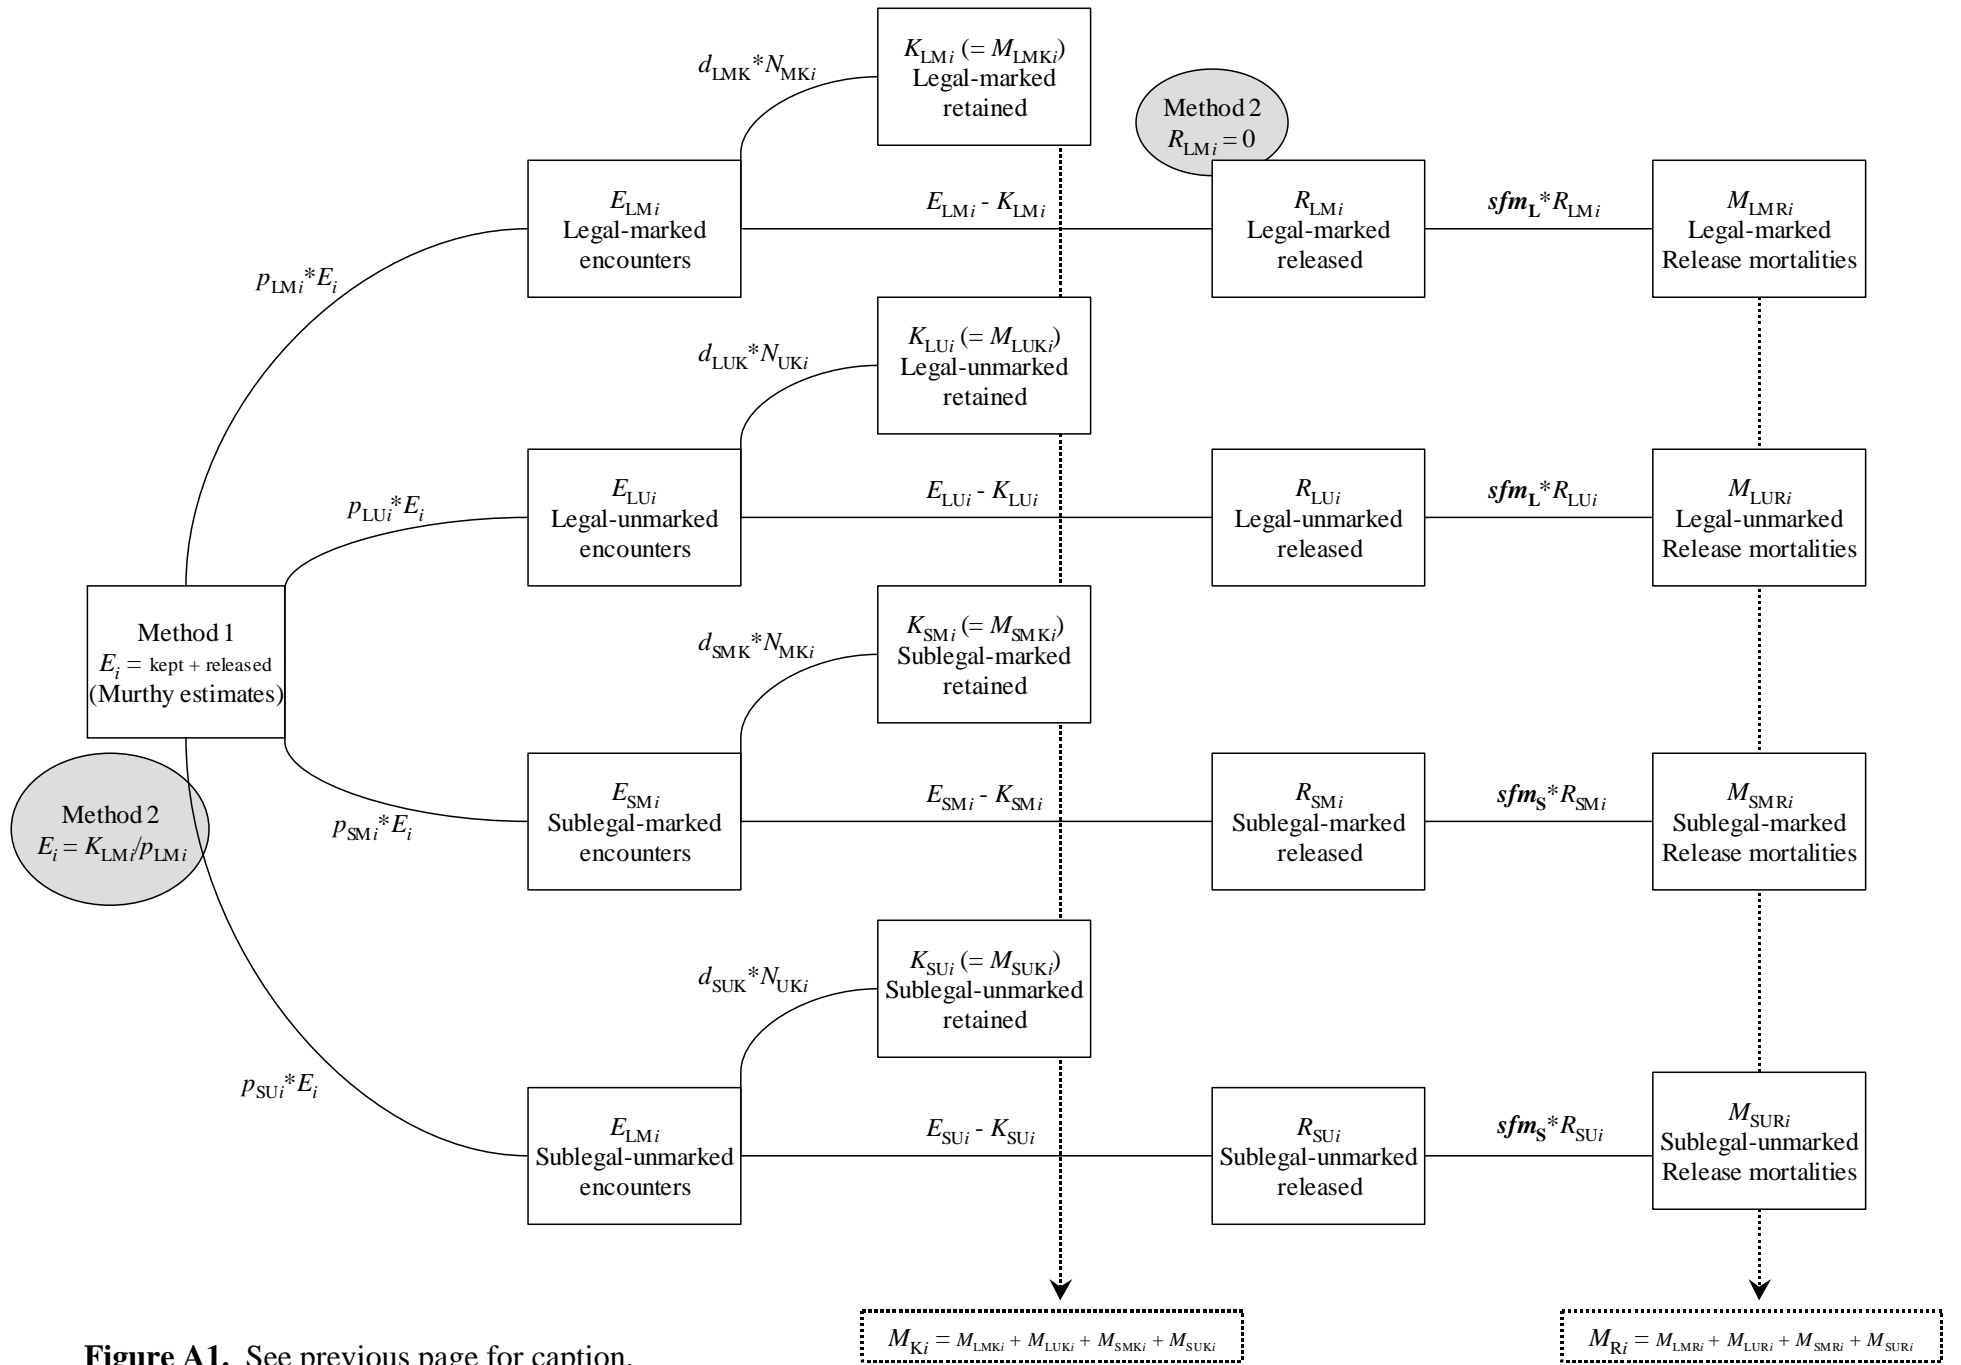 K_LMi (= M_LMKi)
Legal-marked
retained
d_LMK*N_MKi
Method 2
R_LMi = 0
E_LMi
Legal-marked
encounters
E_LMi - K_LMi
R_LMi
Legal-marked
released
sfm_L*R_LMi
M_LMRi
Legal-marked
Release mortalities
p_LMi*E_i
K_LUi (= M_LUKi)
Legal-unmarked
retained
d_LUK*N_UKi
E_LUi
Legal-unmarked
encounters
p_LUi*E_i
E_LUi - K_LUi
R_LUi
Legal-unmarked
released
sfm_L*R_LUi
M_LURi
Legal-unmarked
Release mortalities
Method 1
E_i = kept + released
(Murthy estimates)
K_SMi (= M_SMKi)
Sublegal-marked
retained
d_SMK*N_MKi
Method 2
E_i = K_LMi/p_LMi
p_SMi*E_i
E_SMi
Sublegal-marked
encounters
E_SMi - K_SMi
R_SMi
Sublegal-marked
released
sfm_S*R_SMi
M_SMRi
Sublegal-marked
Release mortalities
K_SUi (= M_SUKi)
Sublegal-unmarked
retained
d_SUK*N_UKi
p_SUi*E_i
E_LMi
Sublegal-unmarked
encounters
E_SUi - K_SUi
R_SUi
Sublegal-unmarked
released
sfm_S*R_SUi
M_SURi
Sublegal-unmarked
Release mortalities
M_Ki = M_LMKi + M_LUKi + M_SMKi + M_SUKi
M_Ri = M_LMRi + M_LURi + M_SMRi + M_SURi
Figure A1. See previous page for caption.